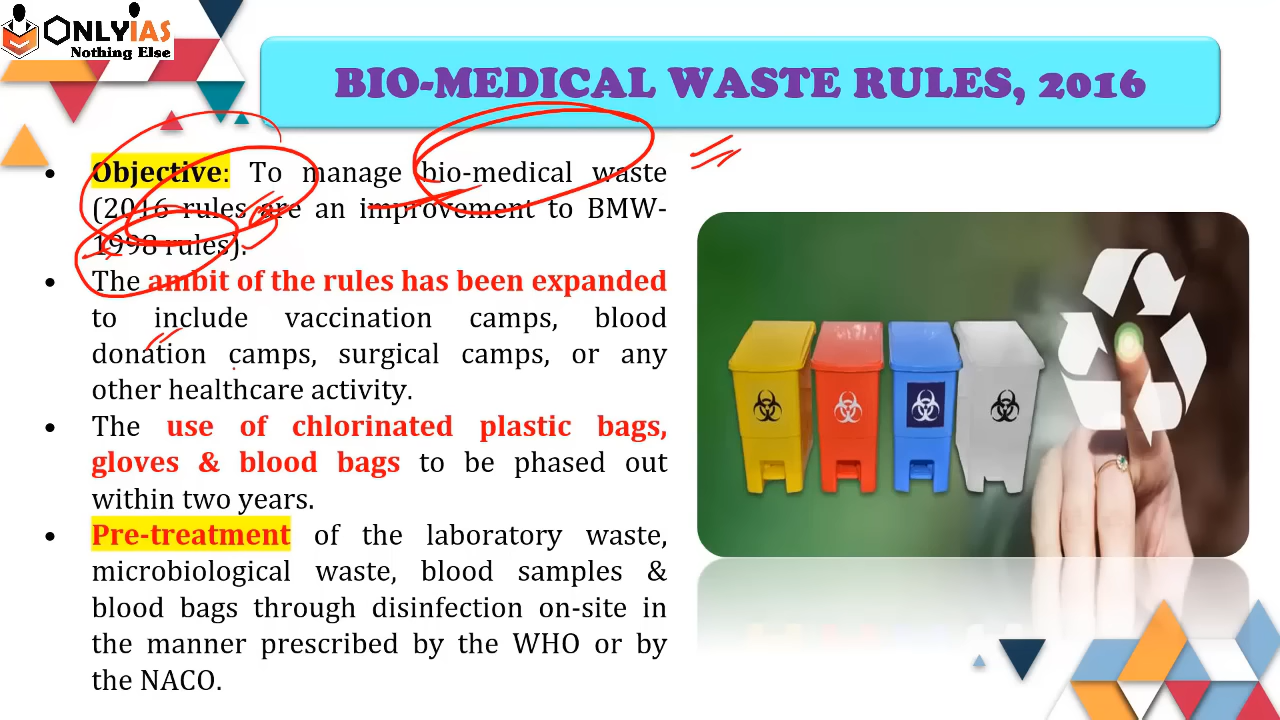 ONLYIAS
Nothing Else
BIO-MEDICAL WASTE RULES, 2016
• Objective: To manage bio-medical waste
(2016 rules are an improvement to BMW-
1998 rules).
• The ambit of the rules has been expanded
to include vaccination camps, blood
donation camps, surgical camps, or any
other healthcare activity.
• The use of chlorinated plastic bags,
gloves & blood bags to be phased out
within two years.
• Pre-treatment of the laboratory waste,
microbiological waste, blood samples &
blood bags through disinfection on-site in
the manner prescribed by the WHO or by
the NACO.